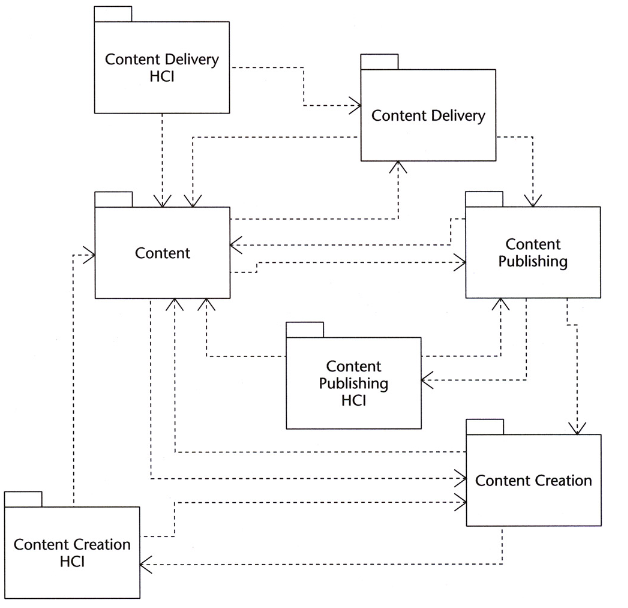 Content Delivery
HCI
Content Delivery
Content
Content
Publishing
Content
Publishing
HCI
Content Creation
Content Creation
HCI